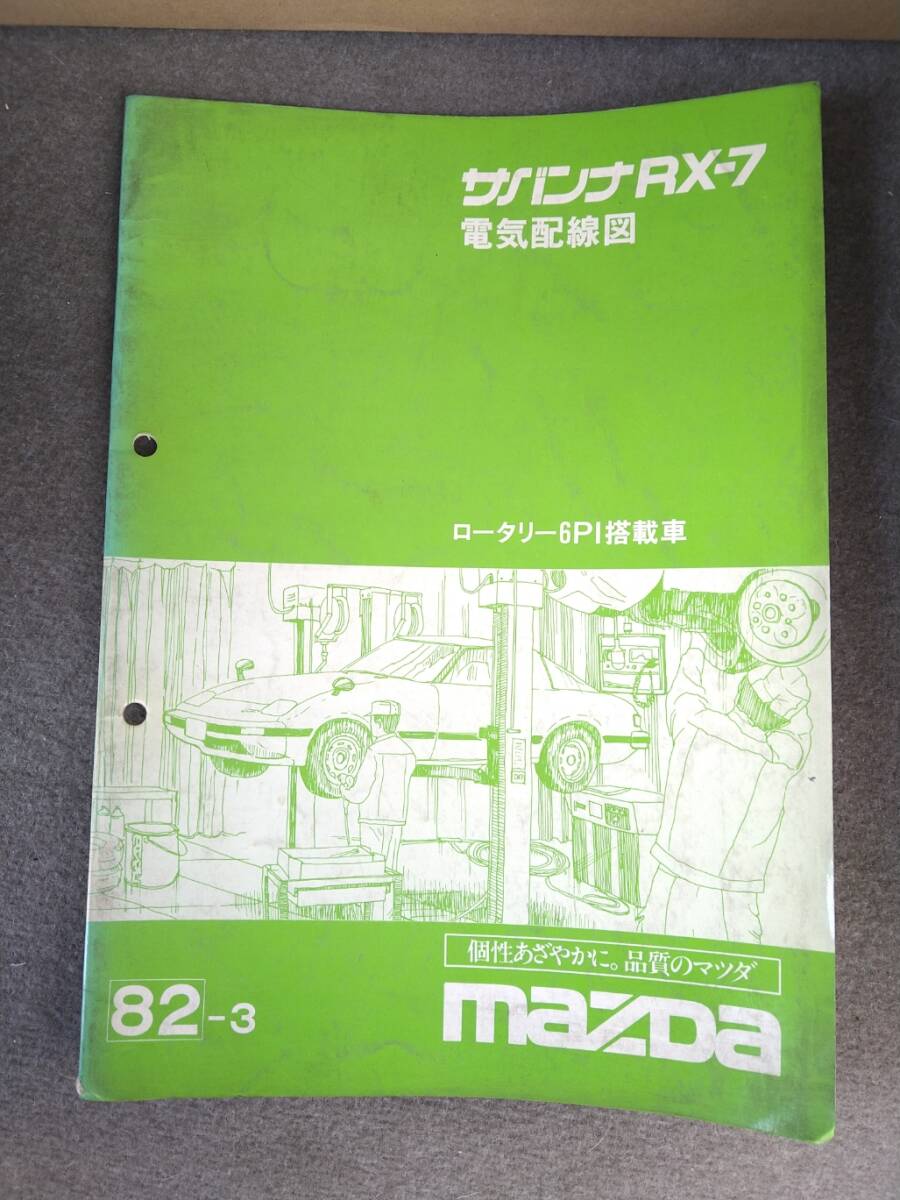 サバンナRX-7
電気配線図
ロータリー6PI搭載車
個性あざやかに。品質のマツダ
82-3
mazda